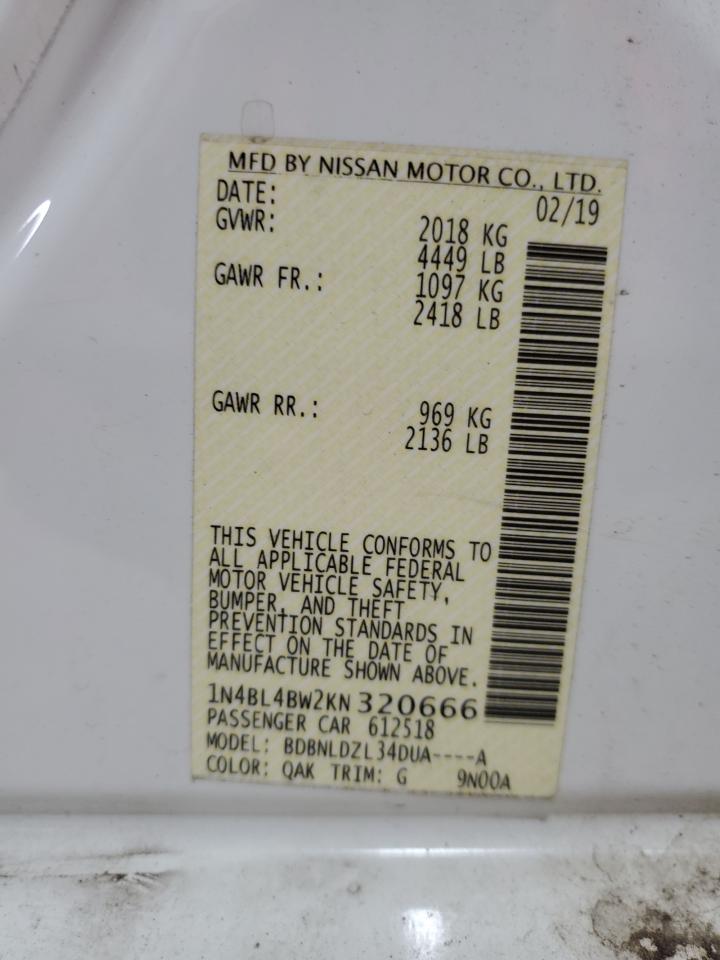 MFD BY NISSAN MOTOR CO., LTD.
DATE: 02/19
GVWR: 2018 KG
4449 LB
GAWR FR.: 1097 KG
2418 LB
GAWR RR.: 969 KG
2136 LB
THIS VEHICLE CONFORMS TO
ALL APPLICABLE FEDERAL
MOTOR VEHICLE SAFETY,
BUMPER, AND THEFT
PREVENTION STANDARDS IN
EFFECT ON THE DATE OF
MANUFACTURE SHOWN ABOVE.
1N4BL4BW2KN320666
PASSENGER CAR 612518
MODEL: BDBNLDZL34DUA----A
COLOR: QAK TRIM: G 9N00A